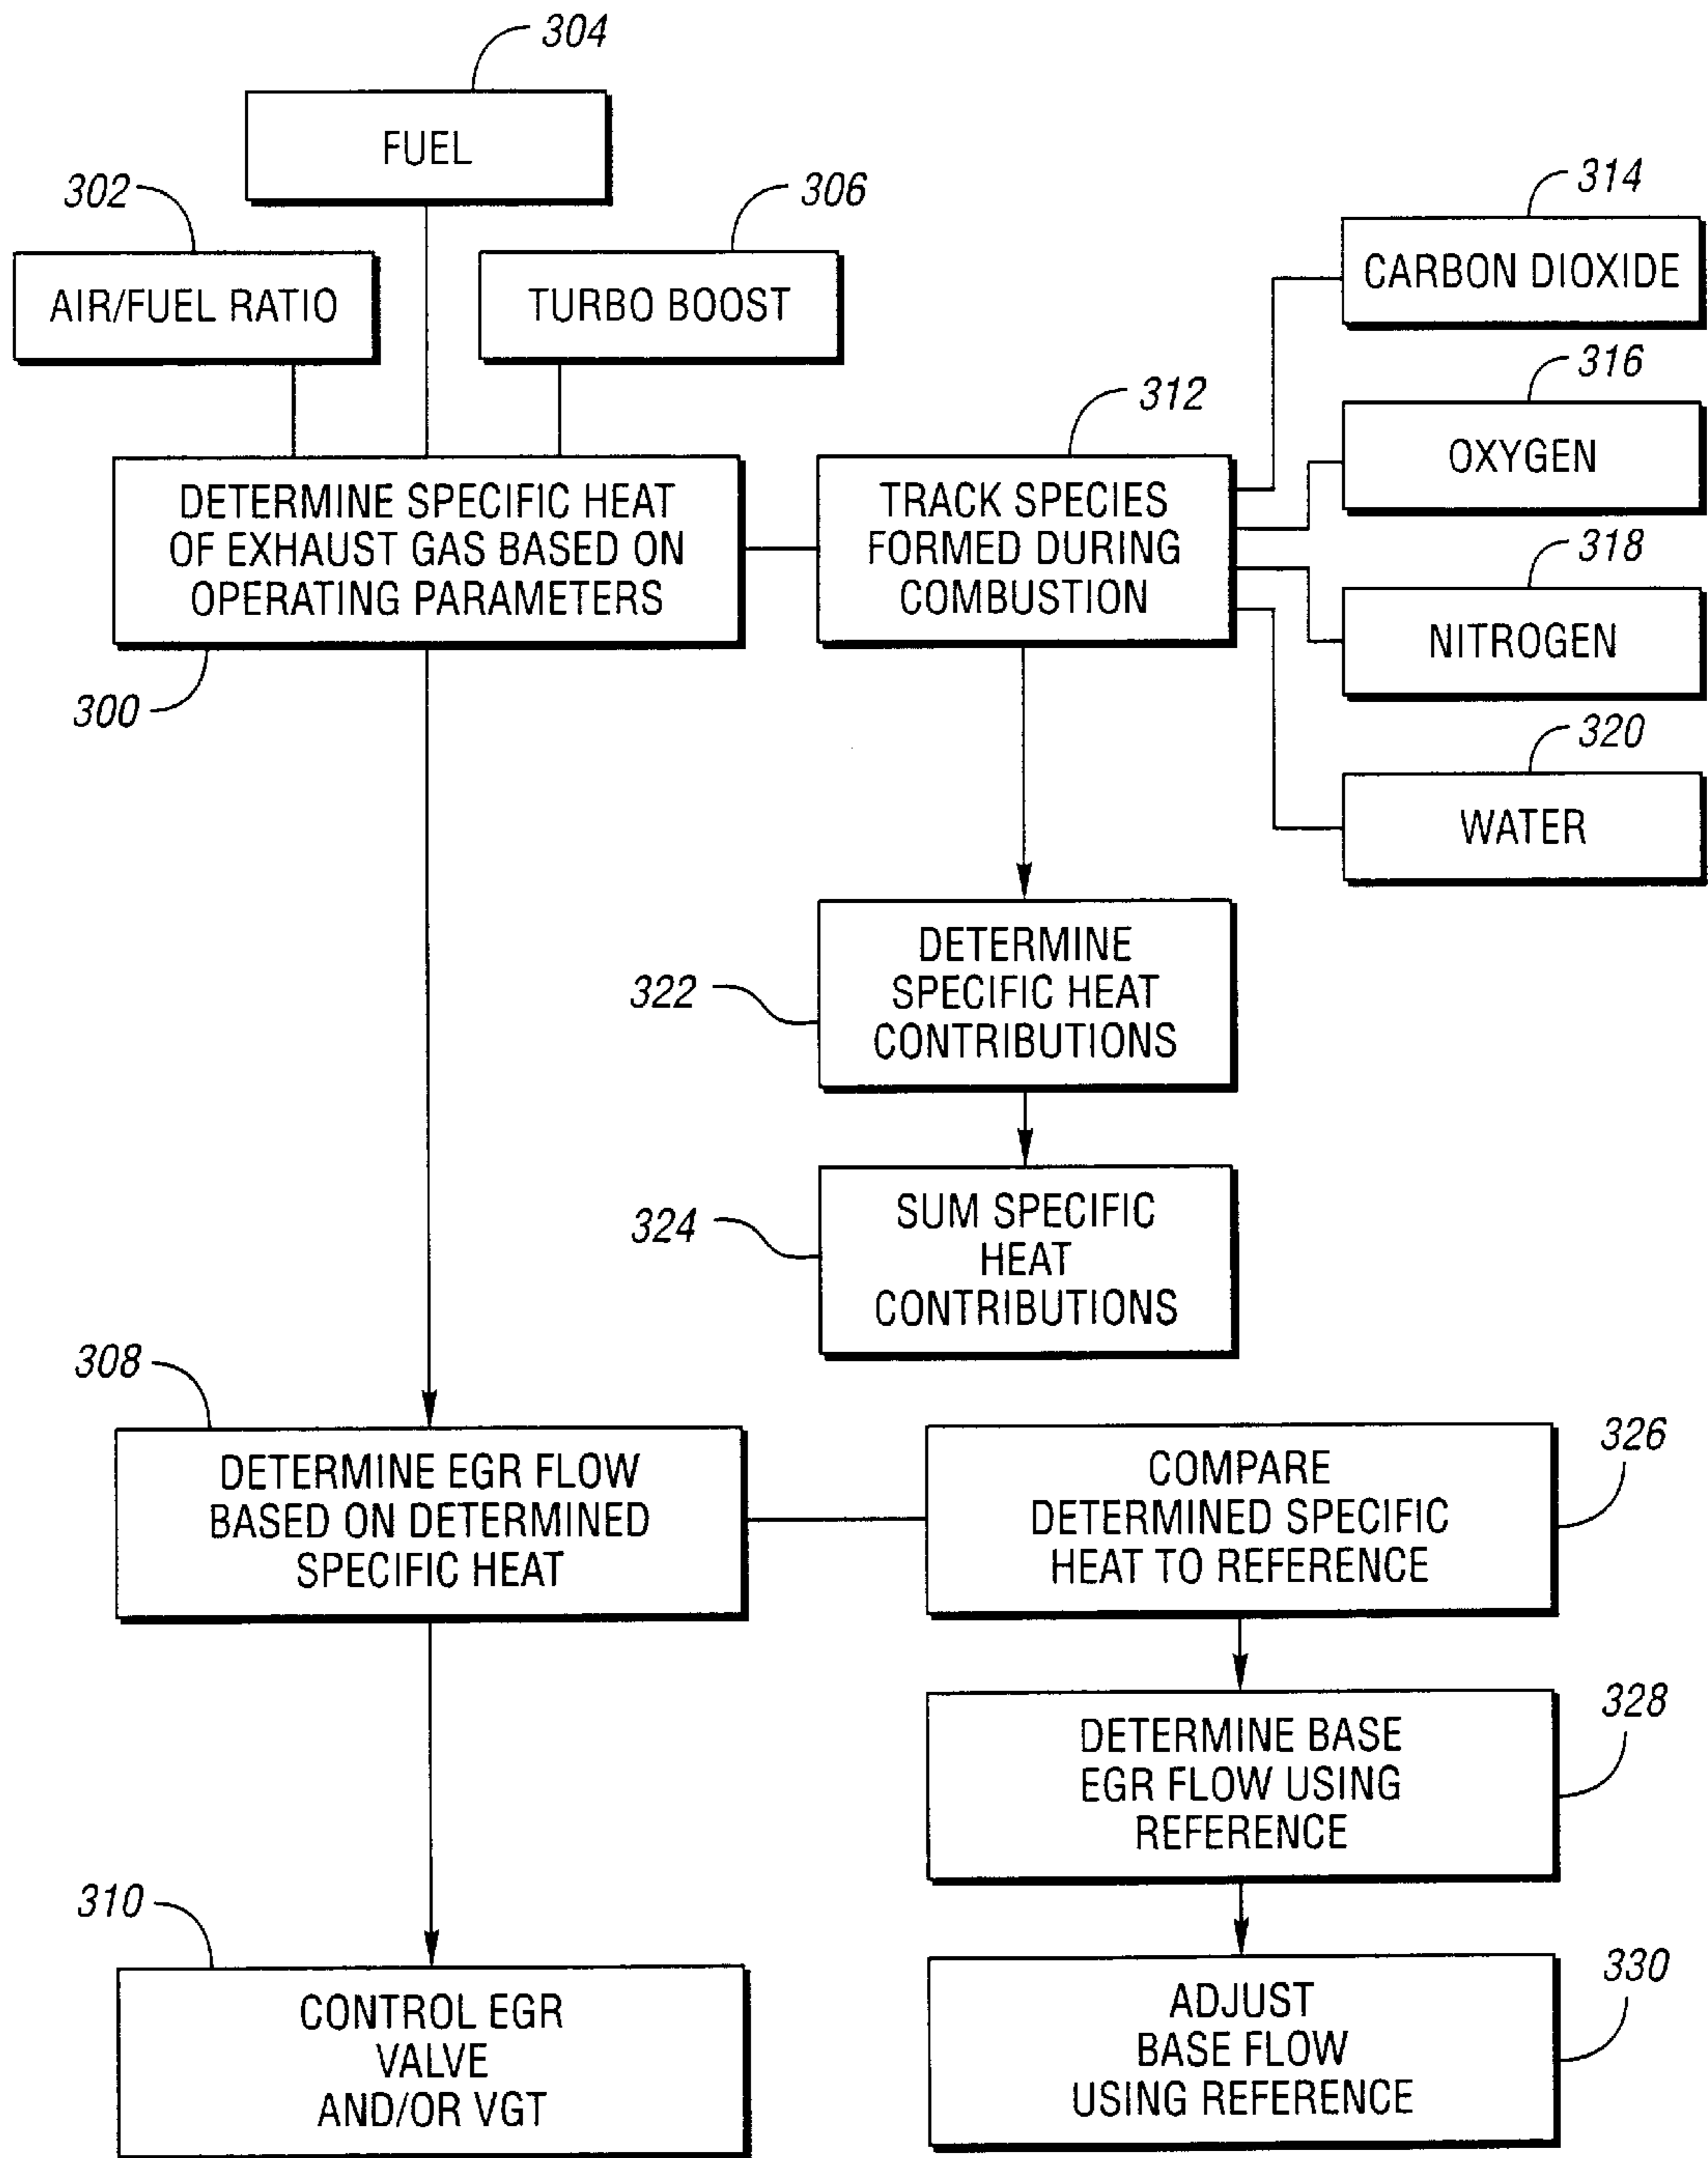 304
FUEL
302
306
AIR/FUEL RATIO
TURBO BOOST
314
CARBON DIOXIDE
316
OXYGEN
312
DETERMINE SPECIFIC HEAT
OF EXHAUST GAS BASED ON
OPERATING PARAMETERS
300
TRACK SPECIES
FORMED DURING
COMBUSTION
318
NITROGEN
320
WATER
322
DETERMINE
SPECIFIC HEAT
CONTRIBUTIONS
324
SUM SPECIFIC
HEAT
CONTRIBUTIONS
308
DETERMINE EGR FLOW
BASED ON DETERMINED
SPECIFIC HEAT
326
COMPARE
DETERMINED SPECIFIC
HEAT TO REFERENCE
328
DETERMINE BASE
EGR FLOW USING
REFERENCE
310
CONTROL EGR
VALVE
AND/OR VGT
330
ADJUST
BASE FLOW
USING REFERENCE